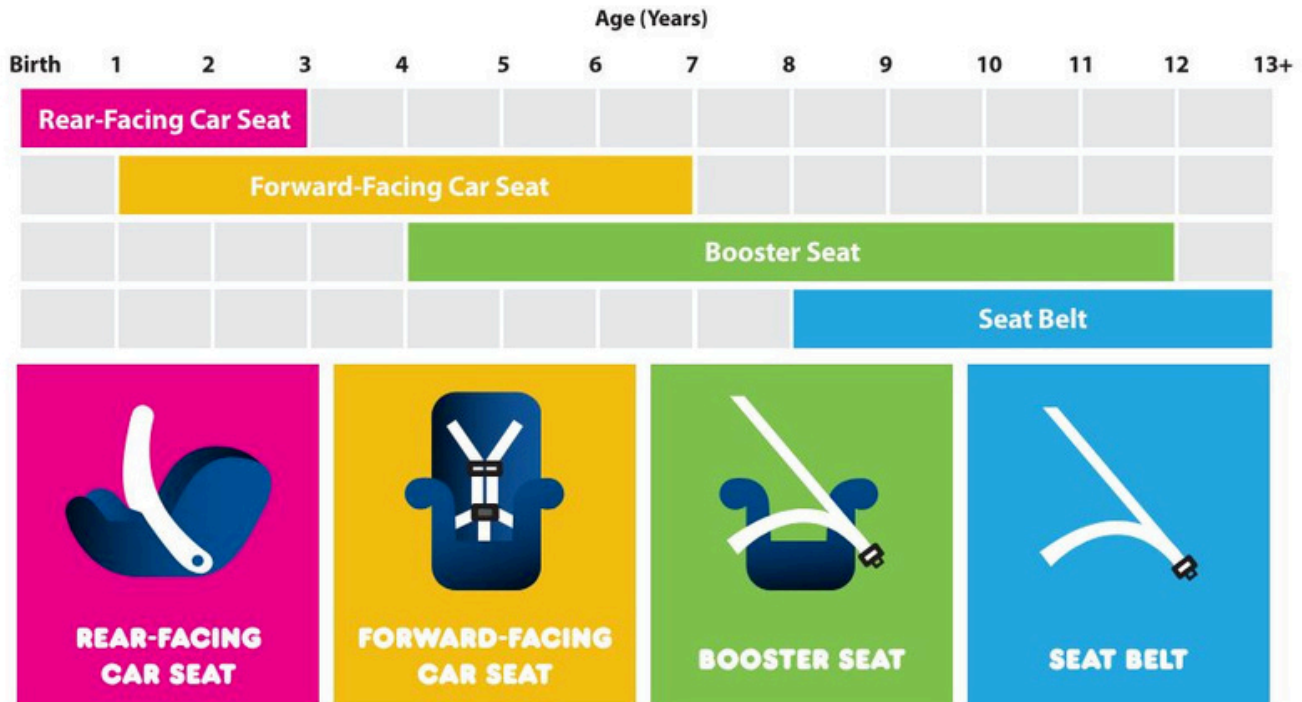 Age (Years)
Birth 1 2 3 4 5 6 7 8 9 10 11 12 13+
Rear-Facing Car Seat
Forward-Facing Car Seat
Booster Seat
Seat Belt
REAR-FACING
CAR SEAT
FORWARD-FACING
CAR SEAT
BOOSTER SEAT
SEAT BELT